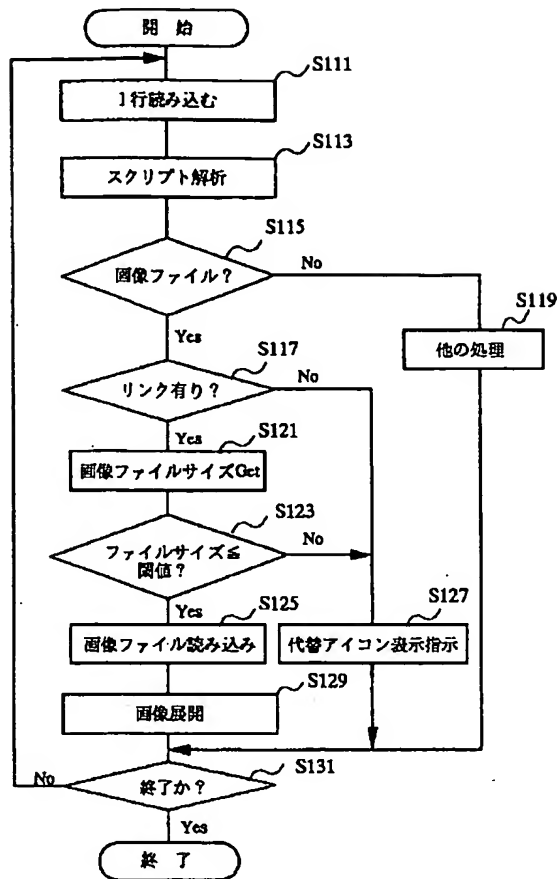 開 始
S111
1行読み込む
S113
スクリプト解析
S115
画像ファイル？
No
S119
他の処理
Yes
S117
リンク有り？
No
Yes
S121
画像ファイルサイズGet
S123
ファイルサイズ≦
閾値？
No
Yes
S125
画像ファイル読み込み
S127
代替アイコン表示指示
S129
画像展開
S131
終了か？
No
Yes
終 了